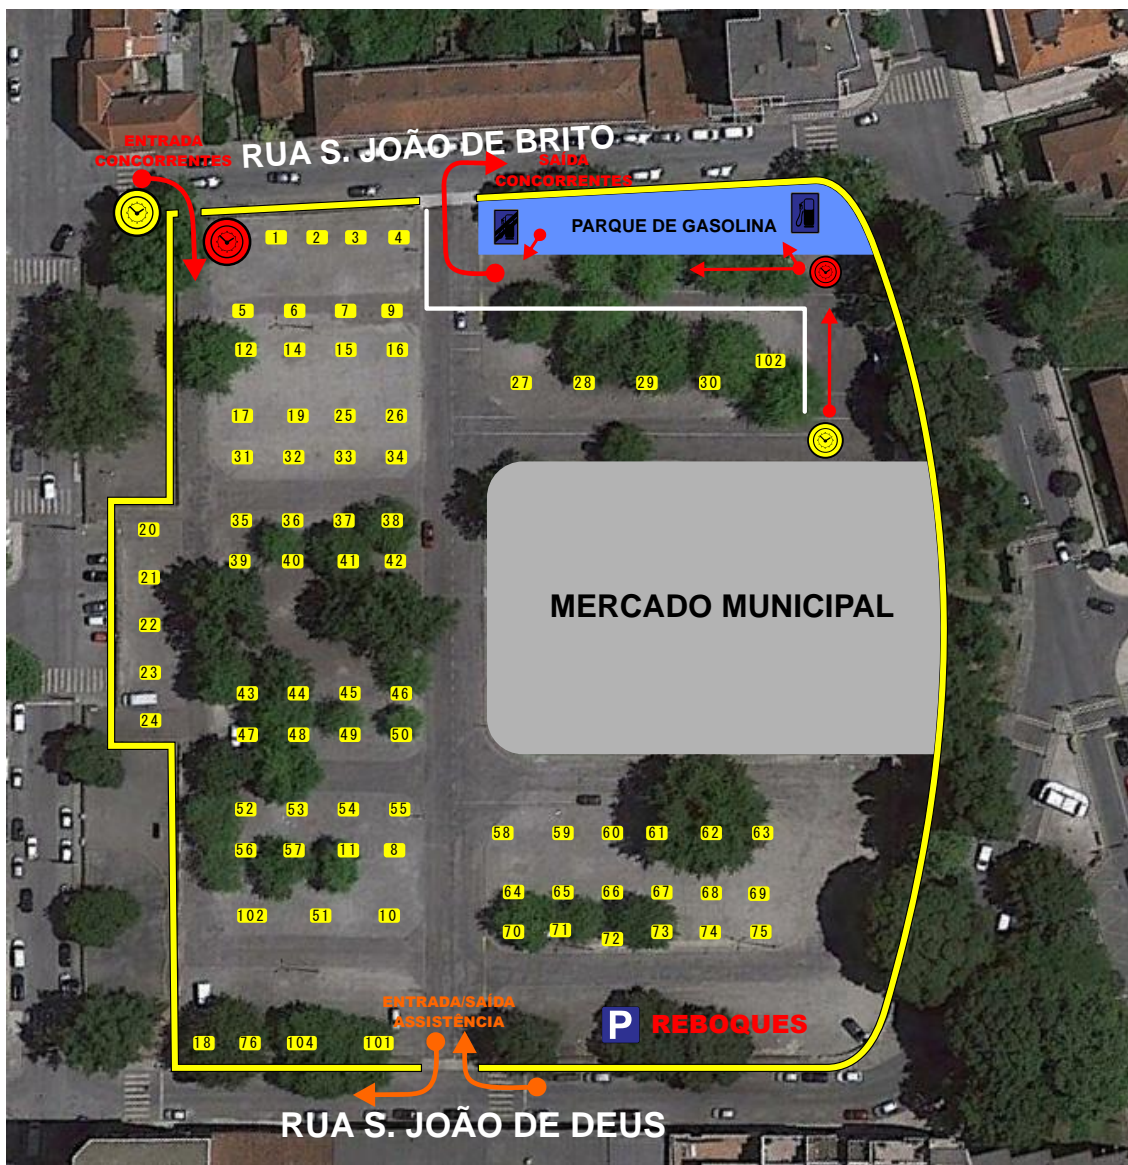 ENTRADA
CONCORRENTES
RUA S. JOÃO DE BRITO
SAÍDA
CONCORRENTES
PARQUE DE GASOLINA
1 2 3 4
5 6 7 9
12 14 15 16
102
27 28 29 30
17 19 25 26
31 32 33 34
35 36 37 38
20
39 40 41 42
21
22
23
24
MERCADO MUNICIPAL
43 44 45 46
47 48 49 50
52 53 54 55
56 57 11 8
102 51 10
58 59 60 61 62 63
64 65 66 67 68 69
70 71 72 73 74 75
ENTRADA/SAÍDA
ASSISTÊNCIA
P REBOQUES
18 76 104 101
RUA S. JOÃO DE DEUS